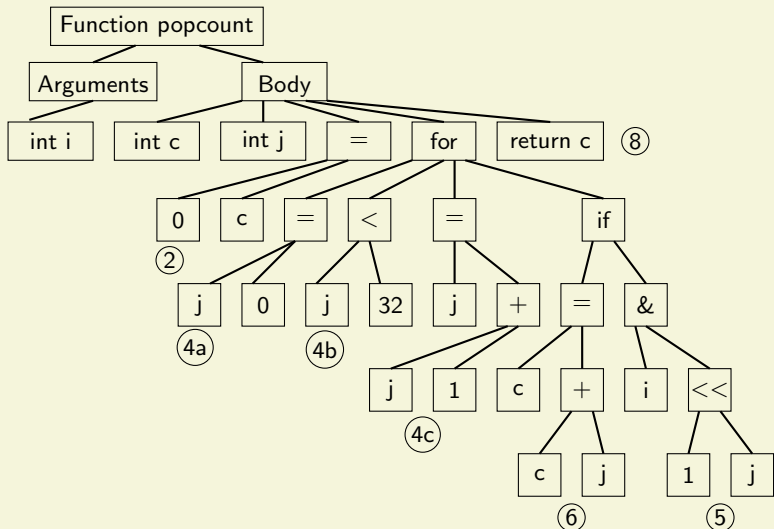 Function popcount
Arguments Body
int i int c int j = for return c 8
0 c = < = if
2
j 0 j 32 j + = &
4a 4b
j 1 c + i <<
4c
c j 1 j
6 5